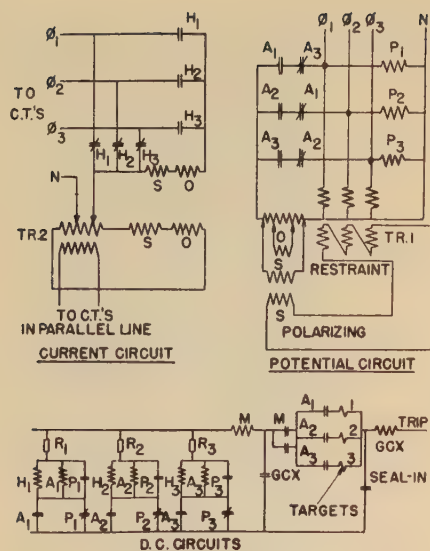 H1
Ø1
H2
Ø2
TO
C.T.'S
H3
Ø3
H1 H2 H3
S O
N
TR.2
S O
TO C.T.'S
IN PARALLEL LINE
CURRENT CIRCUIT
Ø1 Ø2 Ø3 N
A1 A3 P1
A2 A1 P2
A3 A2 P3
O
S
TR.1
RESTRAINT
S
POLARIZING
POTENTIAL CIRCUIT
R1 R2 R3 M M
A1 1
A2 2
A3 3
TRIP
GCX
H1 A1 P1 H2 A2 P2 H3 A3 P3
GCX
SEAL-IN
A1 P1 A2 P2 A3 P3
TARGETS
D.C. CIRCUITS